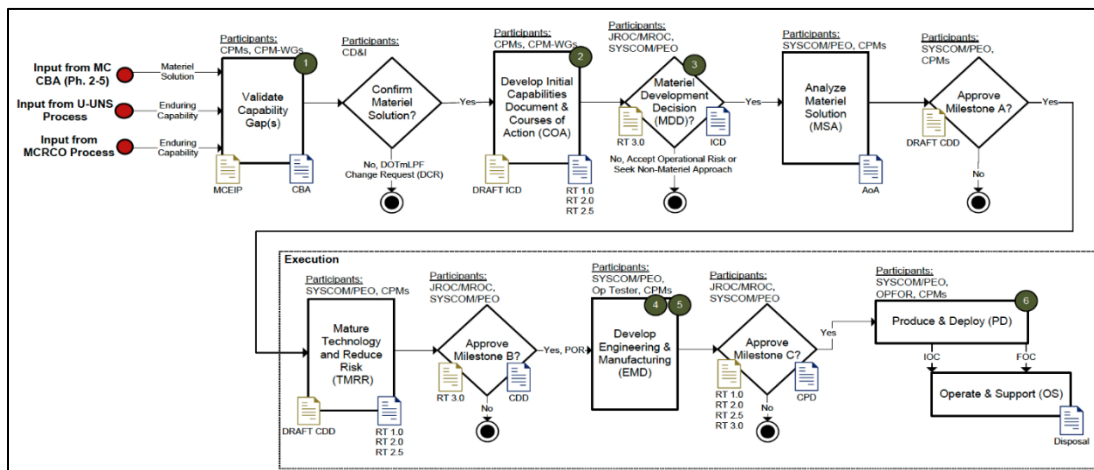 Input from MC
CBA (Ph. 2-5)
Materiel
Solution
Input from U-UNS
Process
Enduring
Capability
Input from
MCRCO Process
Enduring
Capability
Participants:
CPMs, CPM-WGs
1
Validate
Capability
Gap(s)
MCEIP
CBA
Participants:
CD&I
Confirm
Materiel
Solution?
Yes
No, DOTmLPF
Change Request (DCR)
Participants:
CPMs, CPM-WGs
2
Develop Initial
Capabilities
Document &
Courses of
Action (COA)
DRAFT ICD
RT 1.0
RT 2.0
RT 2.5
Participants:
JROC/MROC,
SYSCOM/PEO
3
Materiel
Development
Decision
(MDD)?
RT 3.0
ICD
Yes
No, Accept Operational Risk or
Seek Non-Materiel Approach
Participants:
SYSCOM/PEO, CPMs
Analyze
Materiel
Solution
(MSA)
AoA
Participants:
SYSCOM/PEO,
CPMs
Approve
Milestone A?
Yes
DRAFT CDD
No
Execution
Participants:
SYSCOM/PEO, CPMs
Mature
Technology
and Reduce
Risk
(TMRR)
DRAFT CDD
RT 1.0
RT 2.0
RT 2.5
Participants:
JROC/MROC,
SYSCOM/PEO
Approve
Milestone B?
Yes, POR
RT 3.0
CDD
No
Participants:
SYSCOM/PEO,
Op Tester, CPMs
4
5
Develop
Engineering &
Manufacturing
(EMD)
Participants:
JROC/MROC,
SYSCOM/PEO
Approve
Milestone C?
Yes
RT 1.0
RT 2.0
RT 2.5
RT 3.0
CPD
No
Participants:
SYSCOM/PEO,
OPFOR, CPMs
6
Produce & Deploy (PD)
IOC
FOC
Operate & Support (OS)
Disposal